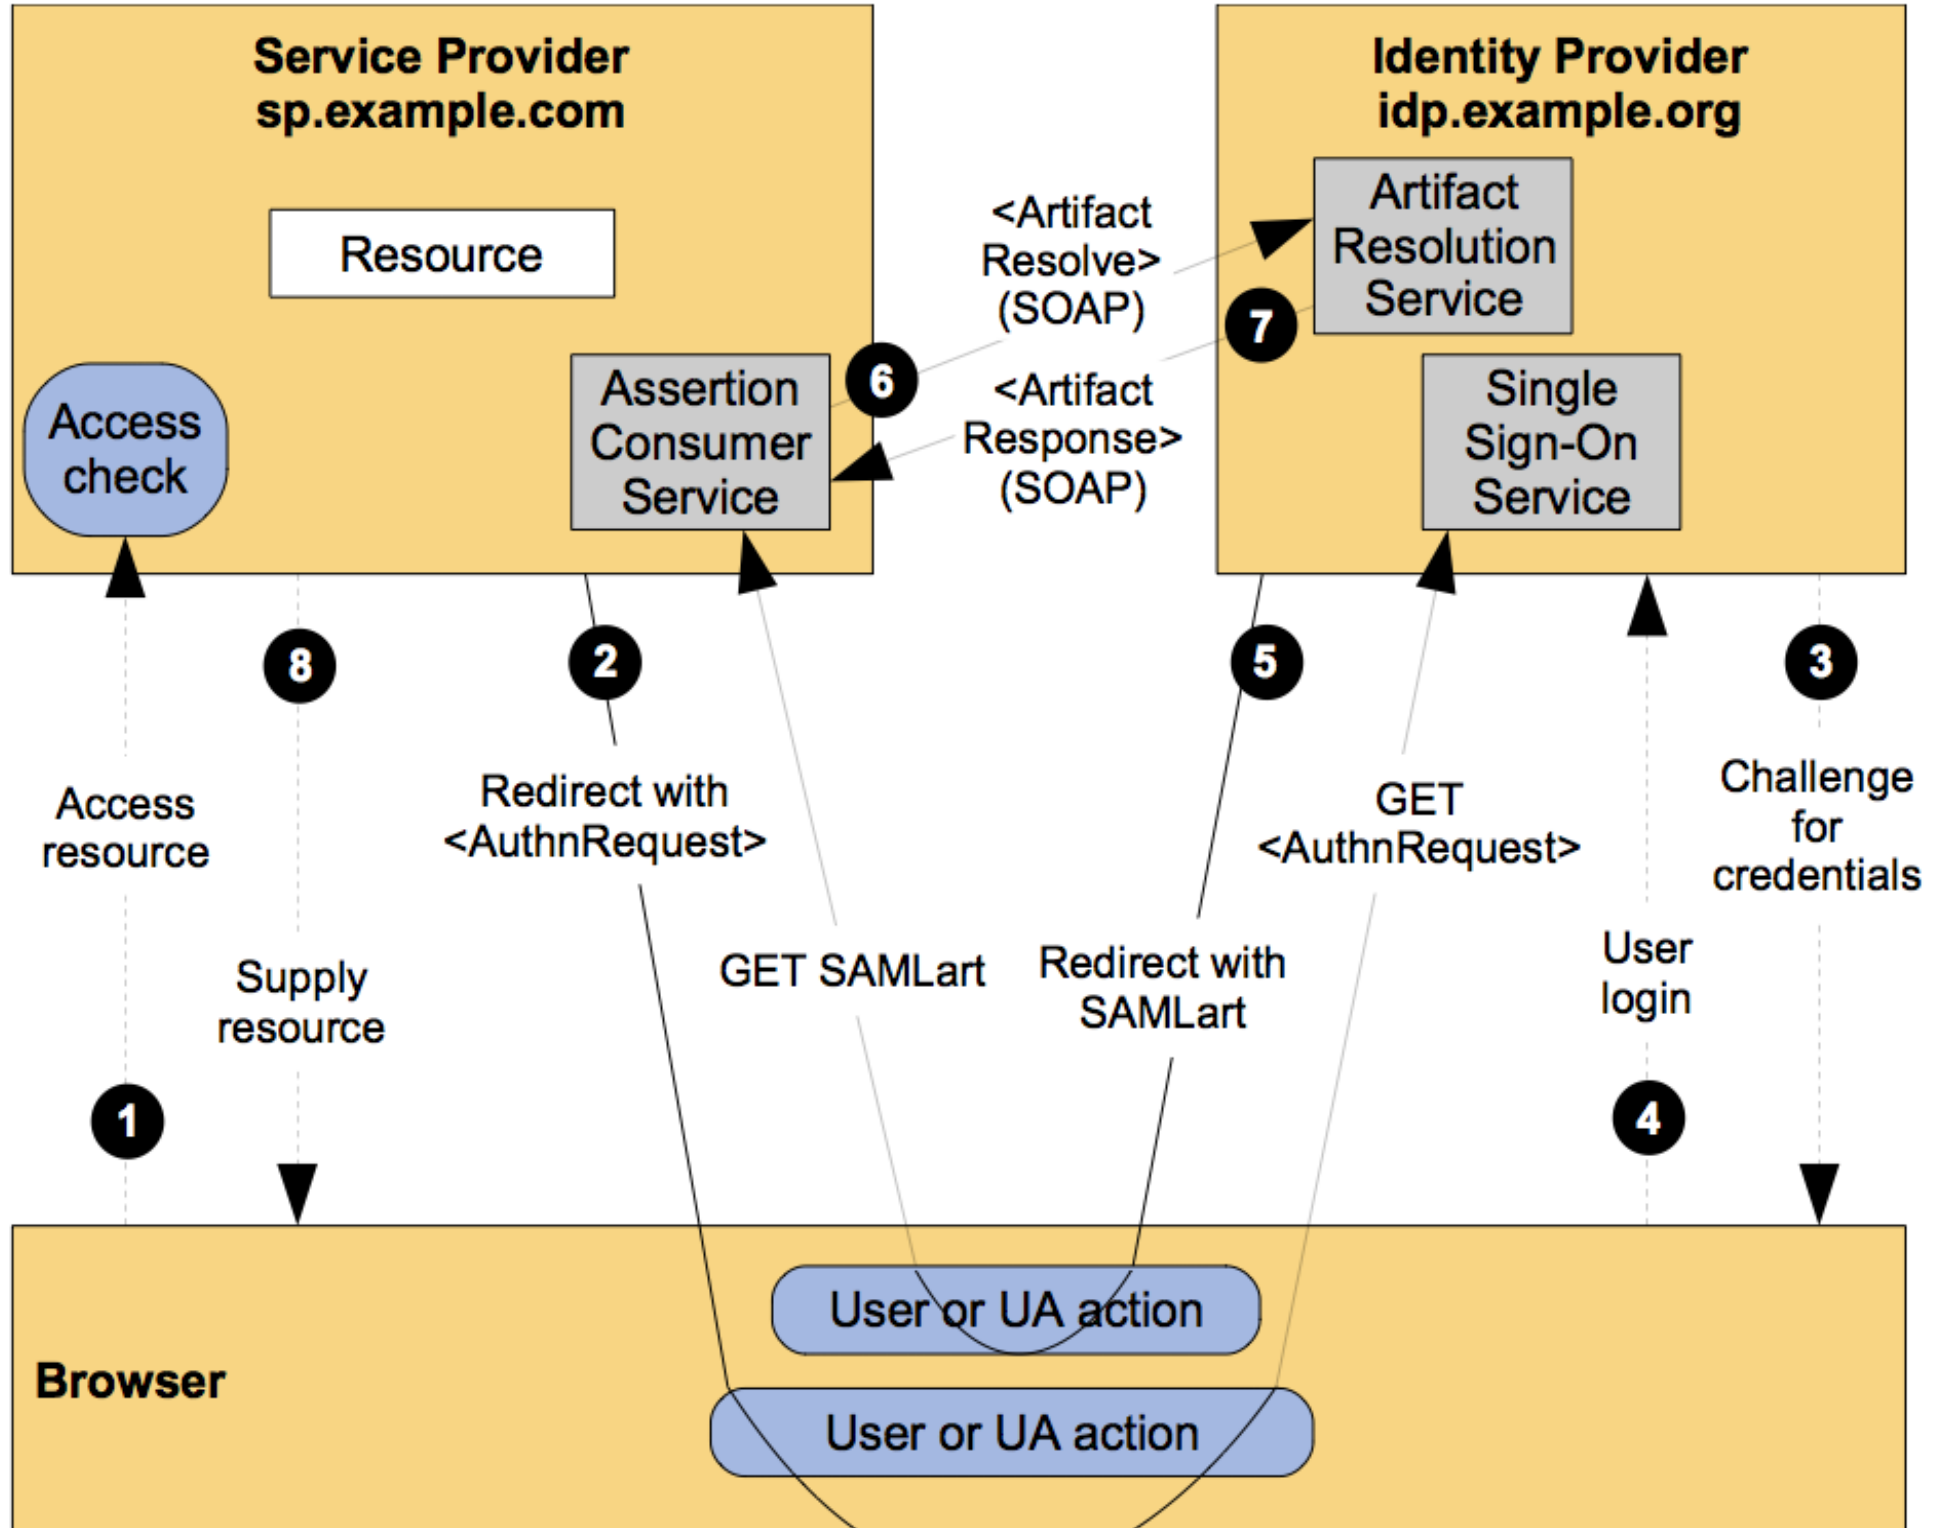 Service Provider
sp.example.com
Identity Provider
idp.example.org
Resource
Access
check
Assertion
Consumer
Service
<Artifact
Resolve>
(SOAP)
<Artifact
Response>
(SOAP)
Artifact
Resolution
Service
Single
Sign-On
Service
6
7
8
2
5
3
Access
resource
Supply
resource
Redirect with
<AuthnRequest>
GET SAMLart
Redirect with
SAMLart
GET
<AuthnRequest>
User
login
Challenge
for
credentials
1
4
User or UA action
Browser
User or UA action